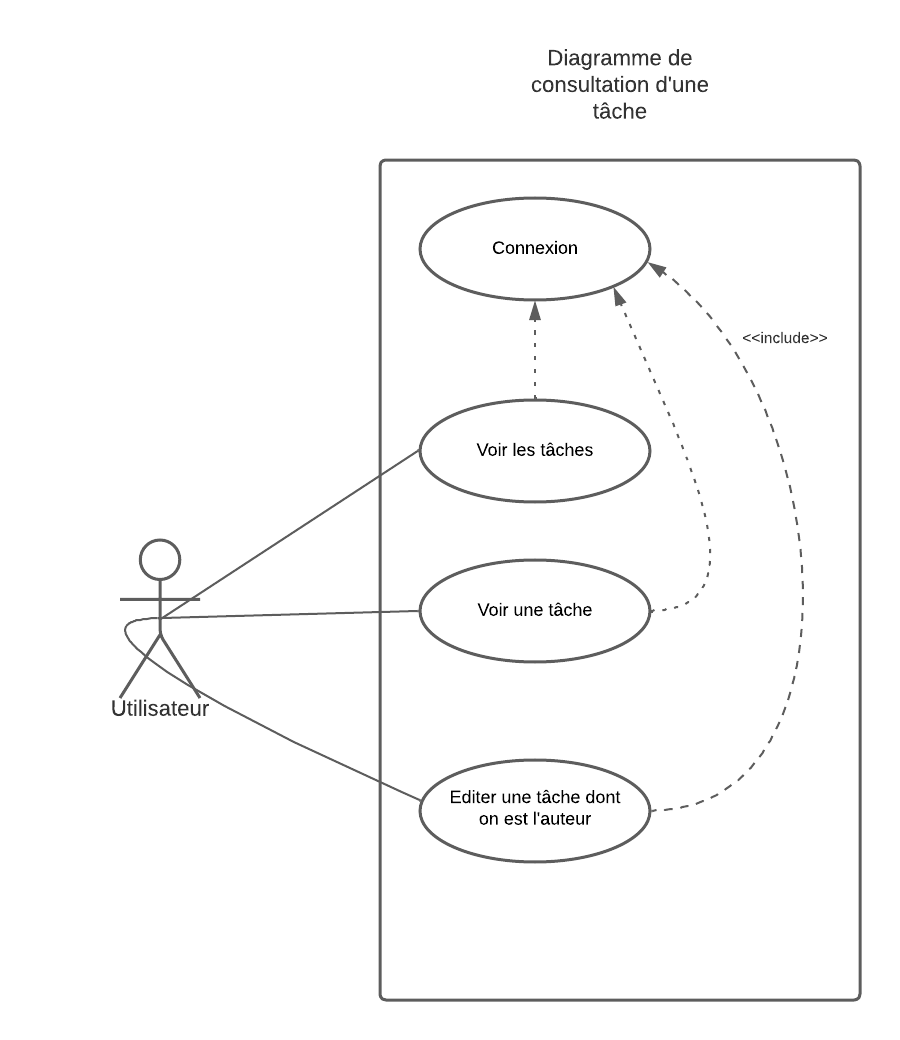 Diagramme de
consultation d'une
tâche
Connexion
<<include>>
Voir les tâches
Voir une tâche
Utilisateur
Editer une tâche dont
on est l'auteur